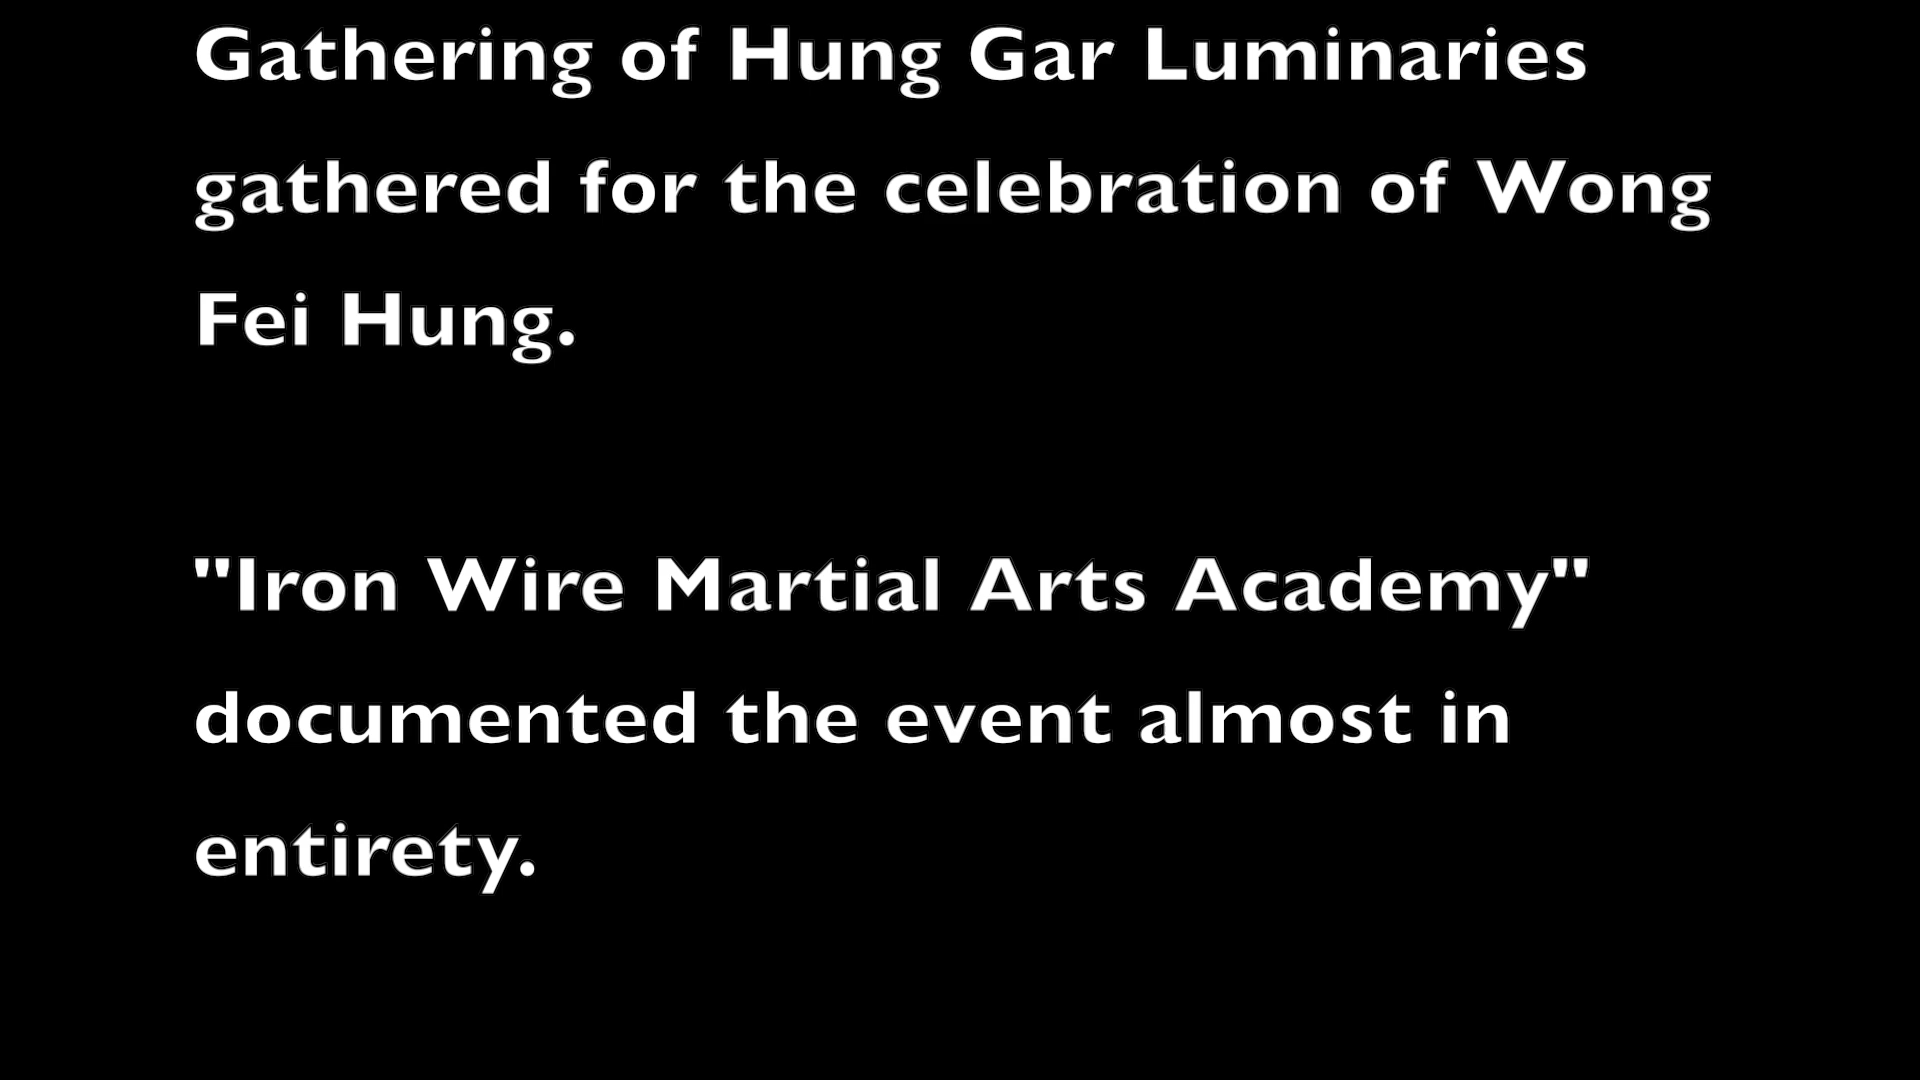 Gathering of Hung Gar Luminaries
gathered for the celebration of Wong
Fei Hung.
"Iron Wire Martial Arts Academy"
documented the event almost in
entirety.